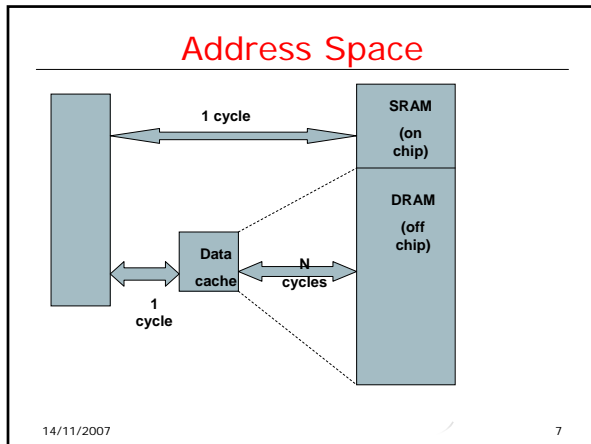 Address Space
1 cycle
SRAM
(on
chip)
DRAM
(off
chip)
Data
cache
N
cycles
1
cycle
14/11/2007
7